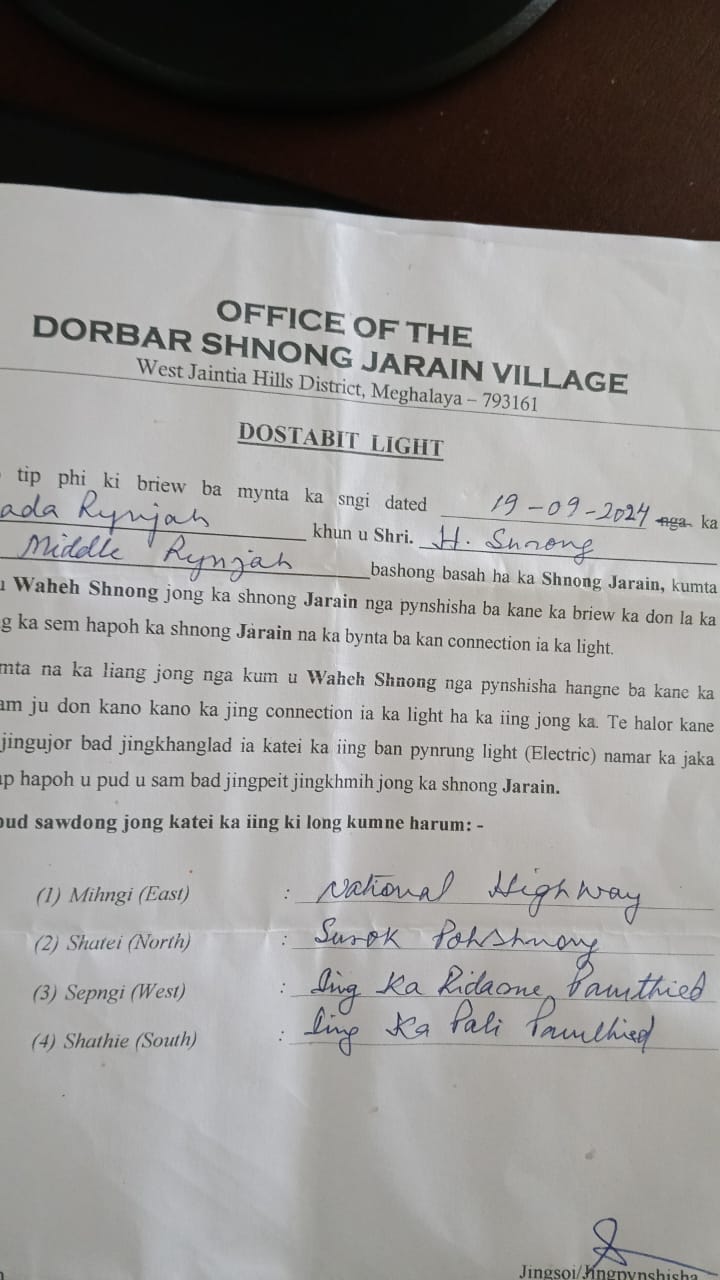 OFFICE OF THE
DORBAR SHNONG JARAIN VILLAGE
West Jaintia Hills District, Meghalaya – 793161
DOSTABIT LIGHT
tip phi ki briew ba mynta ka sngi dated 19-09-2024 nga ka
ada Rynjah khun u Shri. H. Surong
Middle Rynjah bashong basah ha ka Shnong Jarain, kumta
u Waheh Shnong jong ka shnong Jarain nga pynshisha ba kane ka briew ka don la ka
g ka sem hapoh ka shnong Jarain na ka bynta ba kan connection ia ka light.
mta na ka liang jong nga kum u Waheh Shnong nga pynshisha hangne ba kane ka
am ju don kano kano ka jing connection ia ka light ha ka iing jong ka. Te halor kane
jingujor bad jingkhanglad ia katei ka iing ban pynrung light (Electric) namar ka jaka
ap hapoh u pud u sam bad jingpeit jingkhmih jong ka shnong Jarain.
pud sawdong jong katei ka iing ki long kumne harum: -
(1) Mihngi (East) : National Highway
(2) Shatei (North) : Surok Pohshnong
(3) Sepngi (West) : Iing Ka Ridaone Pamthied
(4) Shathie (South) : Iing Ka Pali Pamthied
Jingsoi/Jingpynshisha